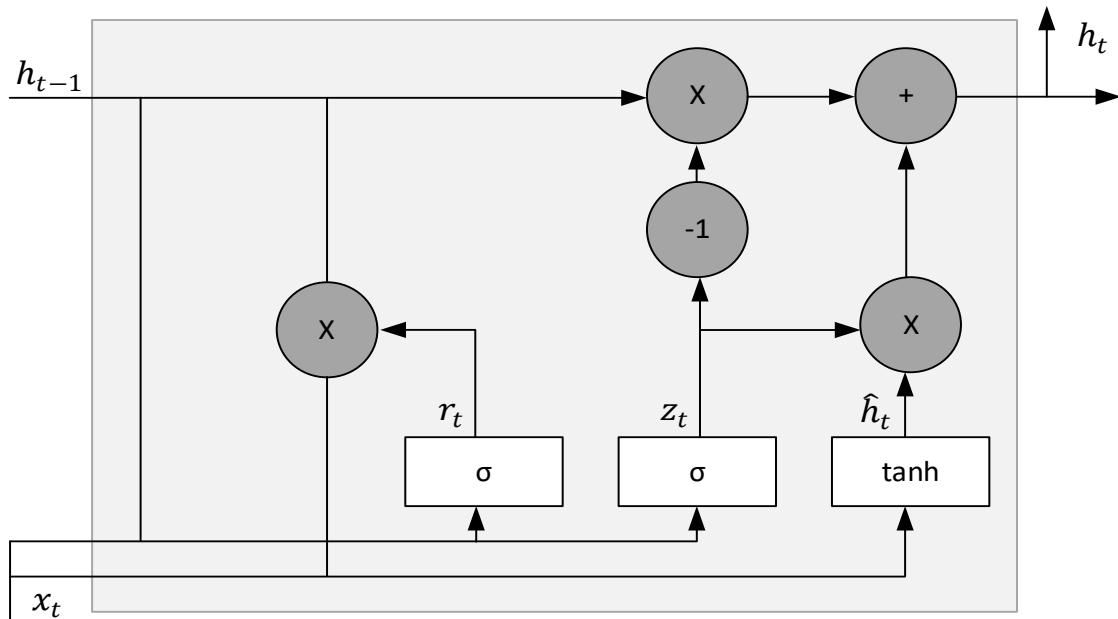 h_t
h_{t−1}
X
+
-1
X
X
r_t
z_t
ĥ_t
σ
σ
tanh
x_t